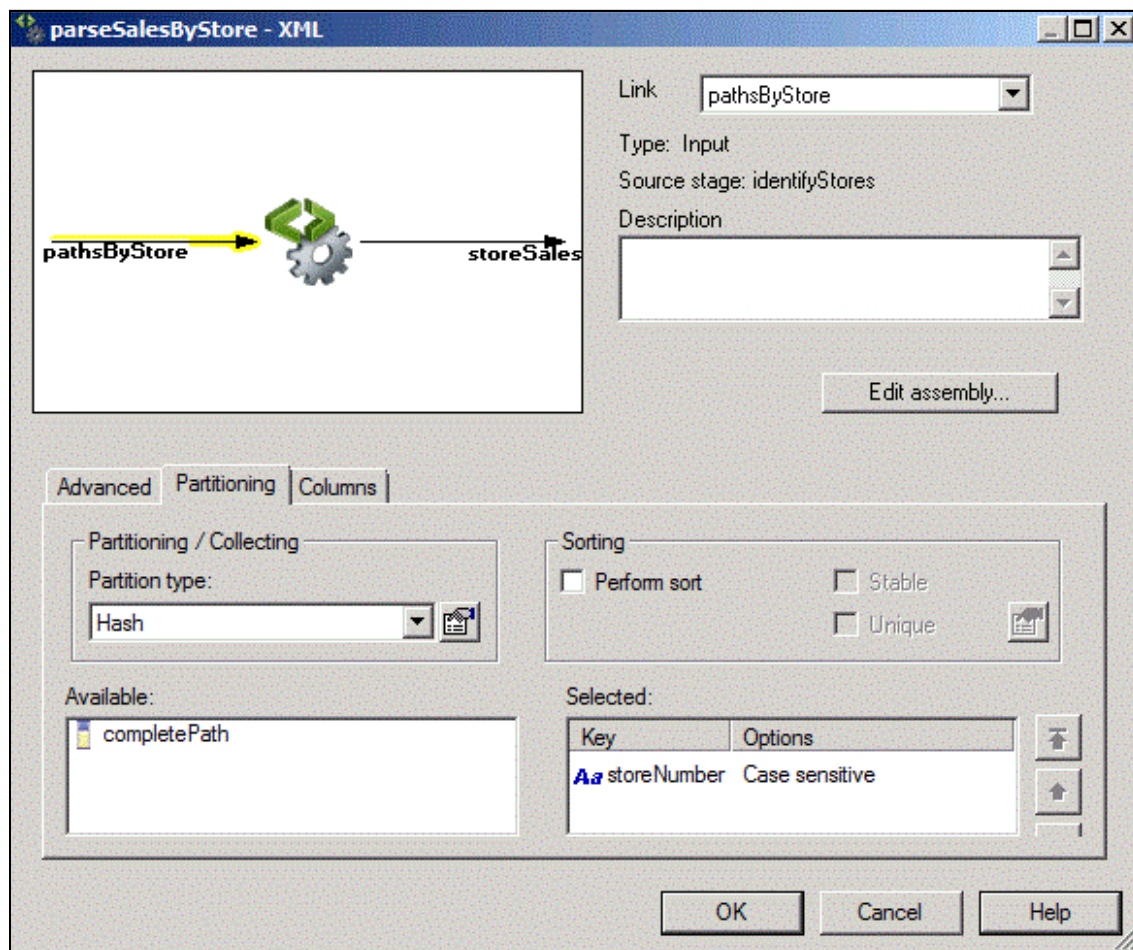 parseSalesByStore - XML
Link
pathsByStore
Type: Input
Source stage: identifyStores
Description
pathsByStore
storeSales
Edit assembly...
Advanced Partitioning Columns
Partitioning / Collecting
Partition type:
Hash
Sorting
Perform sort
Stable
Unique
Available:
completePath
Selected:
Key Options
Aa storeNumber Case sensitive
OK Cancel Help